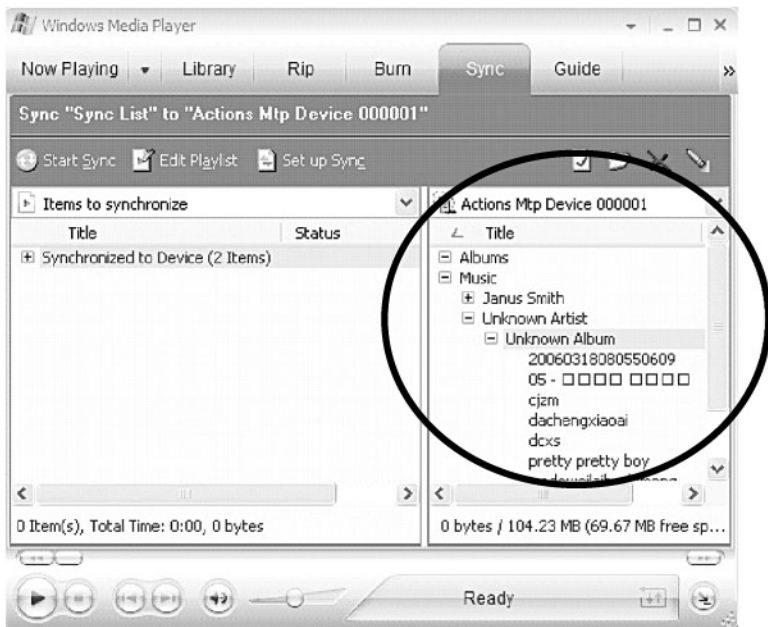 Windows Media Player
Now Playing Library Rip Burn Sync Guide »
Sync "Sync List" to "Actions Mtp Device 000001"
Start Sync Edit Playlist Set up Sync
Items to synchronize
Title Status
Synchronized to Device (2 Items)
0 Item(s), Total Time: 0:00, 0 bytes
Actions Mtp Device 000001
Title
Albums
Music
Janus Smith
Unknown Artist
Unknown Album
20060318080550609
05 - □□□□ □□□□
cjzm
dachengxiaoai
dcxs
pretty pretty boy
0 bytes / 104.23 MB (69.67 MB free sp...
Ready